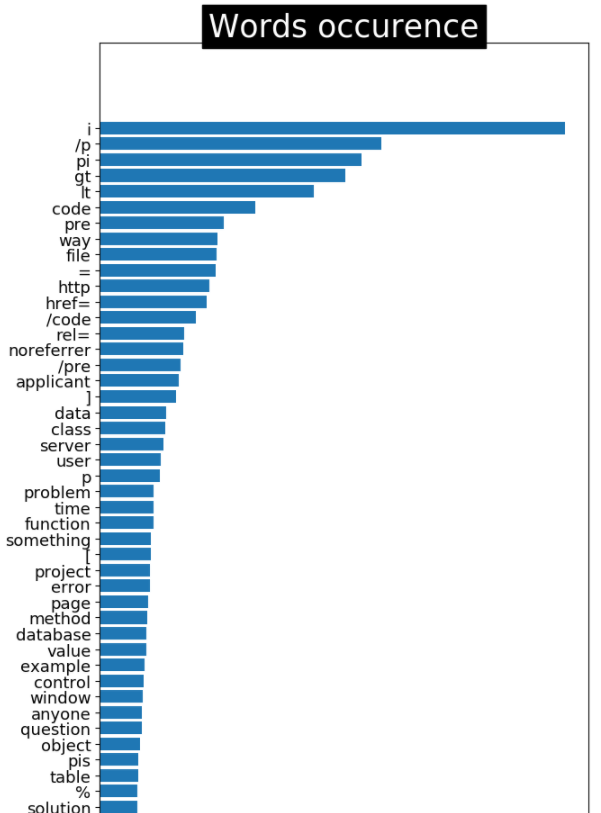 Words occurence
i
/p
pi
gt
lt
code
pre
way
file
=
http
href=
/code
rel=
noreferrer
/pre
applicant
]
data
class
server
user
p
problem
time
function
something
[
project
error
page
method
database
value
example
control
window
anyone
question
object
pis
table
%
solution